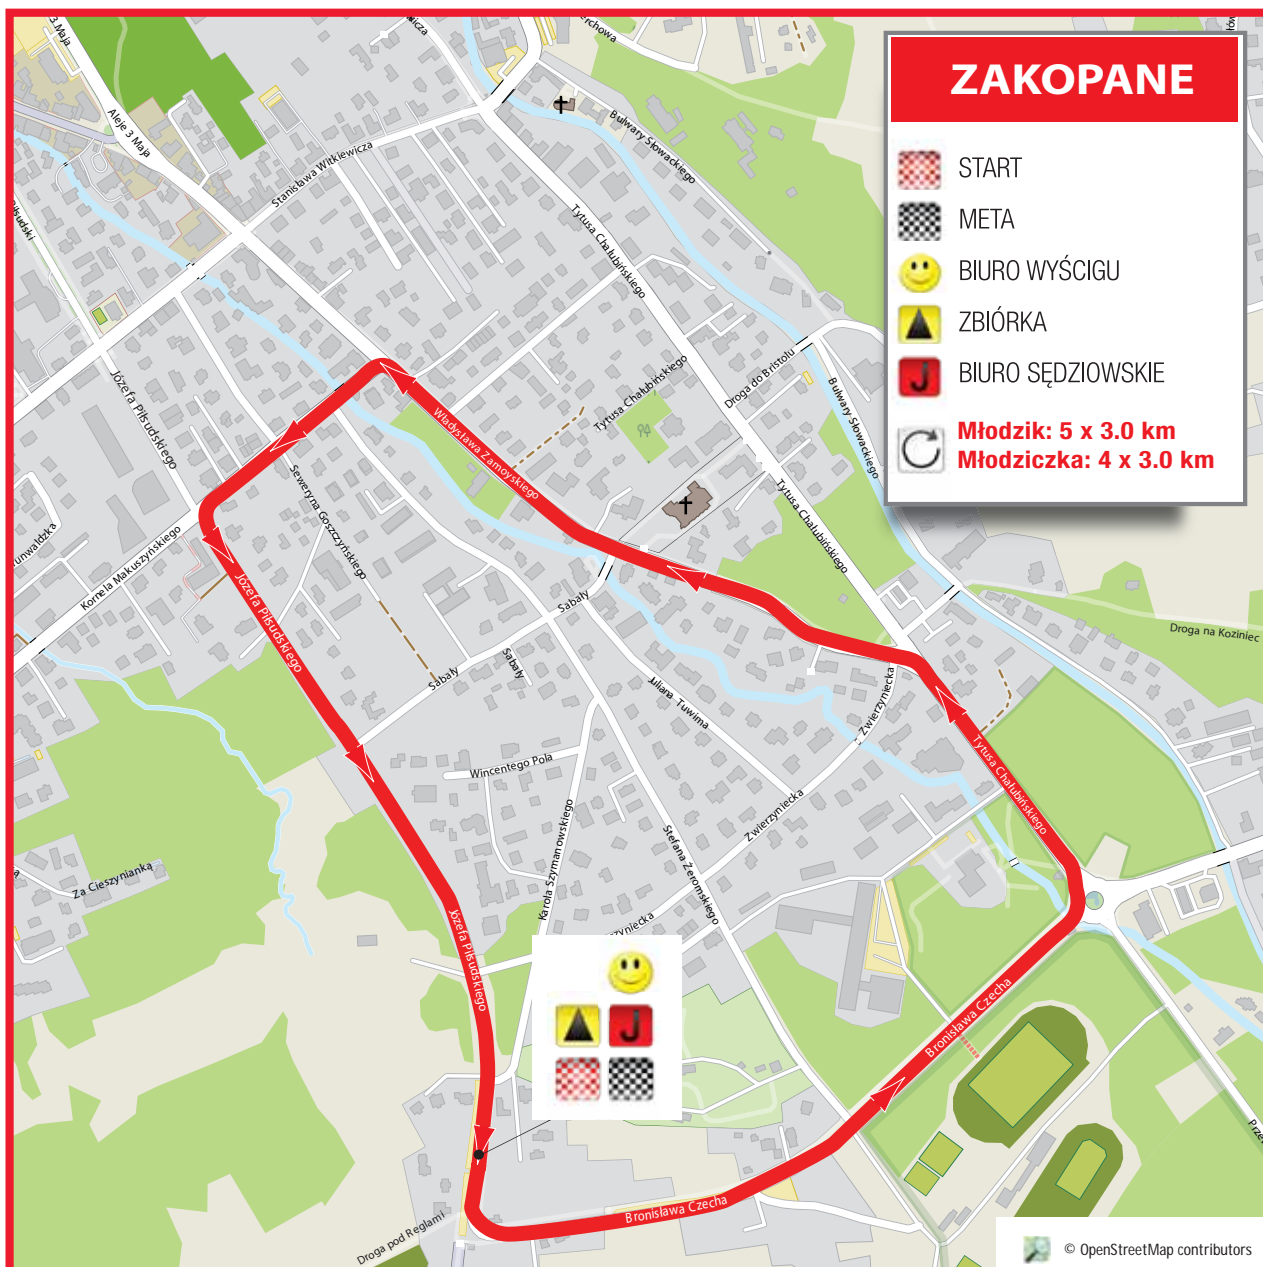 ZAKOPANE
START
META
BIURO WYŚCIGU
ZBIÓRKA
J
BIURO SĘDZIOWSKIE
Młodzik: 5 x 3.0 km
Młodziczka: 4 x 3.0 km
3 Maja
Aleje 3 Maja
Stanisława Witkiewicza
Bulwary Słowackiego
Tytusa Chałubińskiego
Piłsudski
Józefa Piłsudskiego
Władysława Zamoyskiego
Tytusa Chałubińskiego
Droga do Bristolu
Bulwary Słowackiego
Seweryna Goszczyńskiego
Tytusa Chałubińskiego
Kornela Makuszyńskiego
Józefa Piłsudskiego
Sabały
Sabały
Sabały
Droga na Koziniec
Juliana Tuwima
Zwierzyniecka
Tytusa Chałubińskiego
Wincentego Pola
Zwierzyniecka
Karola Szymanowskiego
Stefana Żeromskiego
Za Cieszynianką
Józefa Piłsudskiego
J
Bronisława Czecha
Bronisława Czecha
Droga pod Reglami
© OpenStreetMap contributors